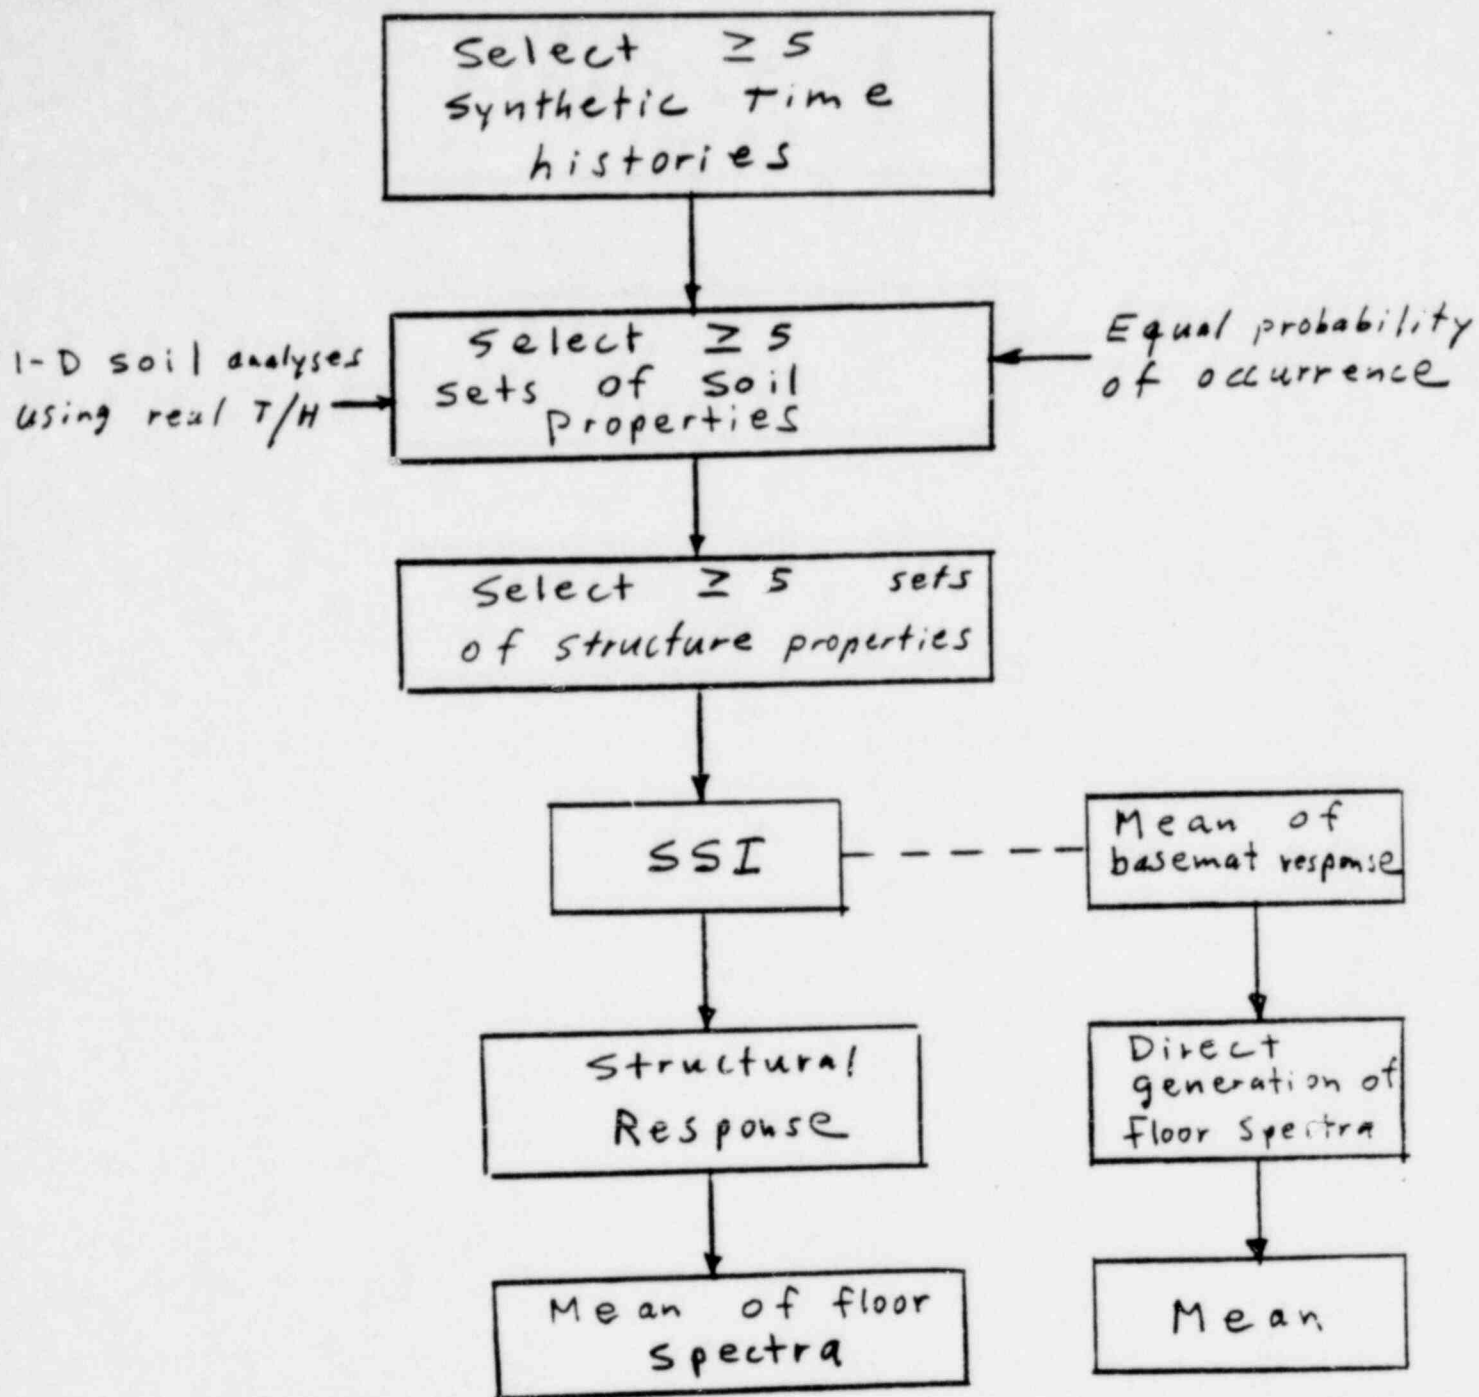 Select ≥ 5
synthetic Time
histories
1-D soil analyses
using real T/H
Select ≥ 5
sets of soil
Properties
Equal probability
of occurrence
Select ≥ 5 sets
of structure properties
SSI
Mean of
basemat response
Structural
Response
Direct
generation of
floor Spectra
Mean of floor
Spectra
Mean